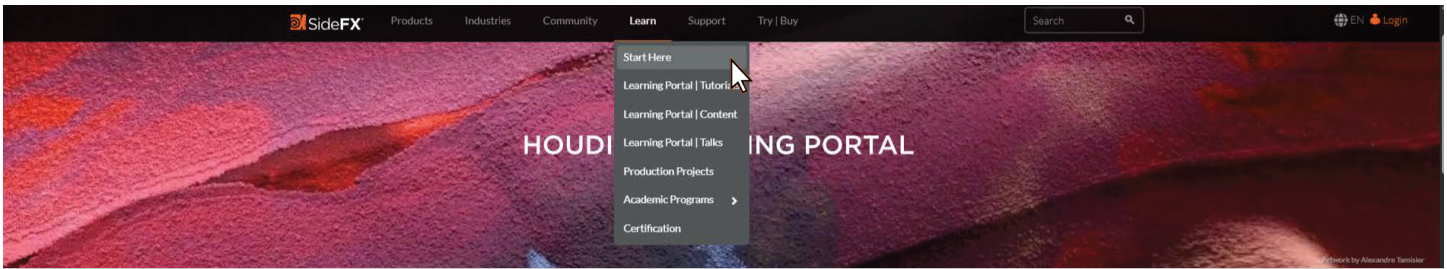 SideFX Products Industries Community Learn Support Try | Buy Search EN Login
Start Here
Learning Portal | Tutorials
Learning Portal | Content
HOUDI ING PORTAL
Learning Portal | Talks
Production Projects
Academic Programs
Certification
Artwork by Alexandre Tamisier